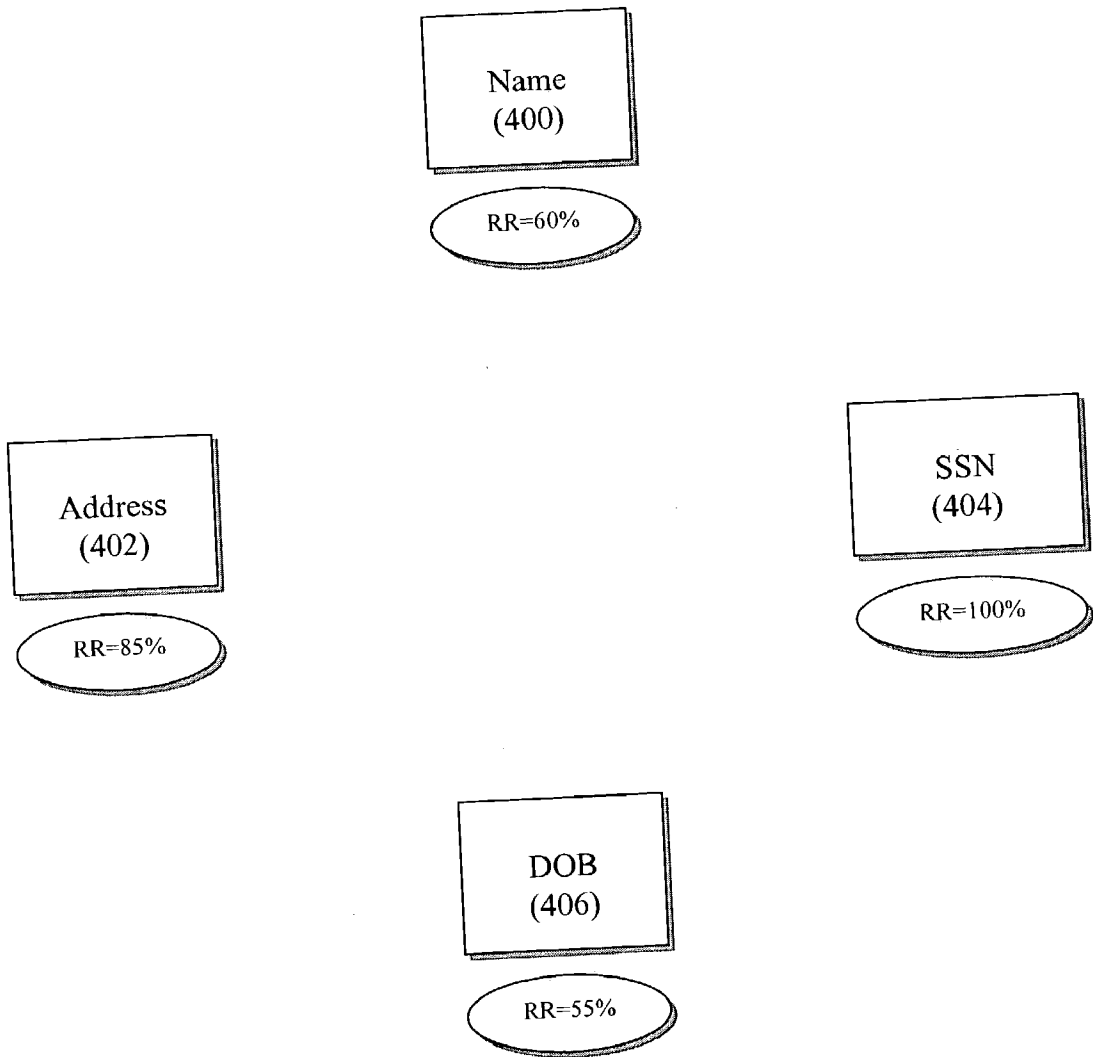 Name
(400)
RR=60%
Address
(402)
RR=85%
SSN
(404)
RR=100%
DOB
(406)
RR=55%